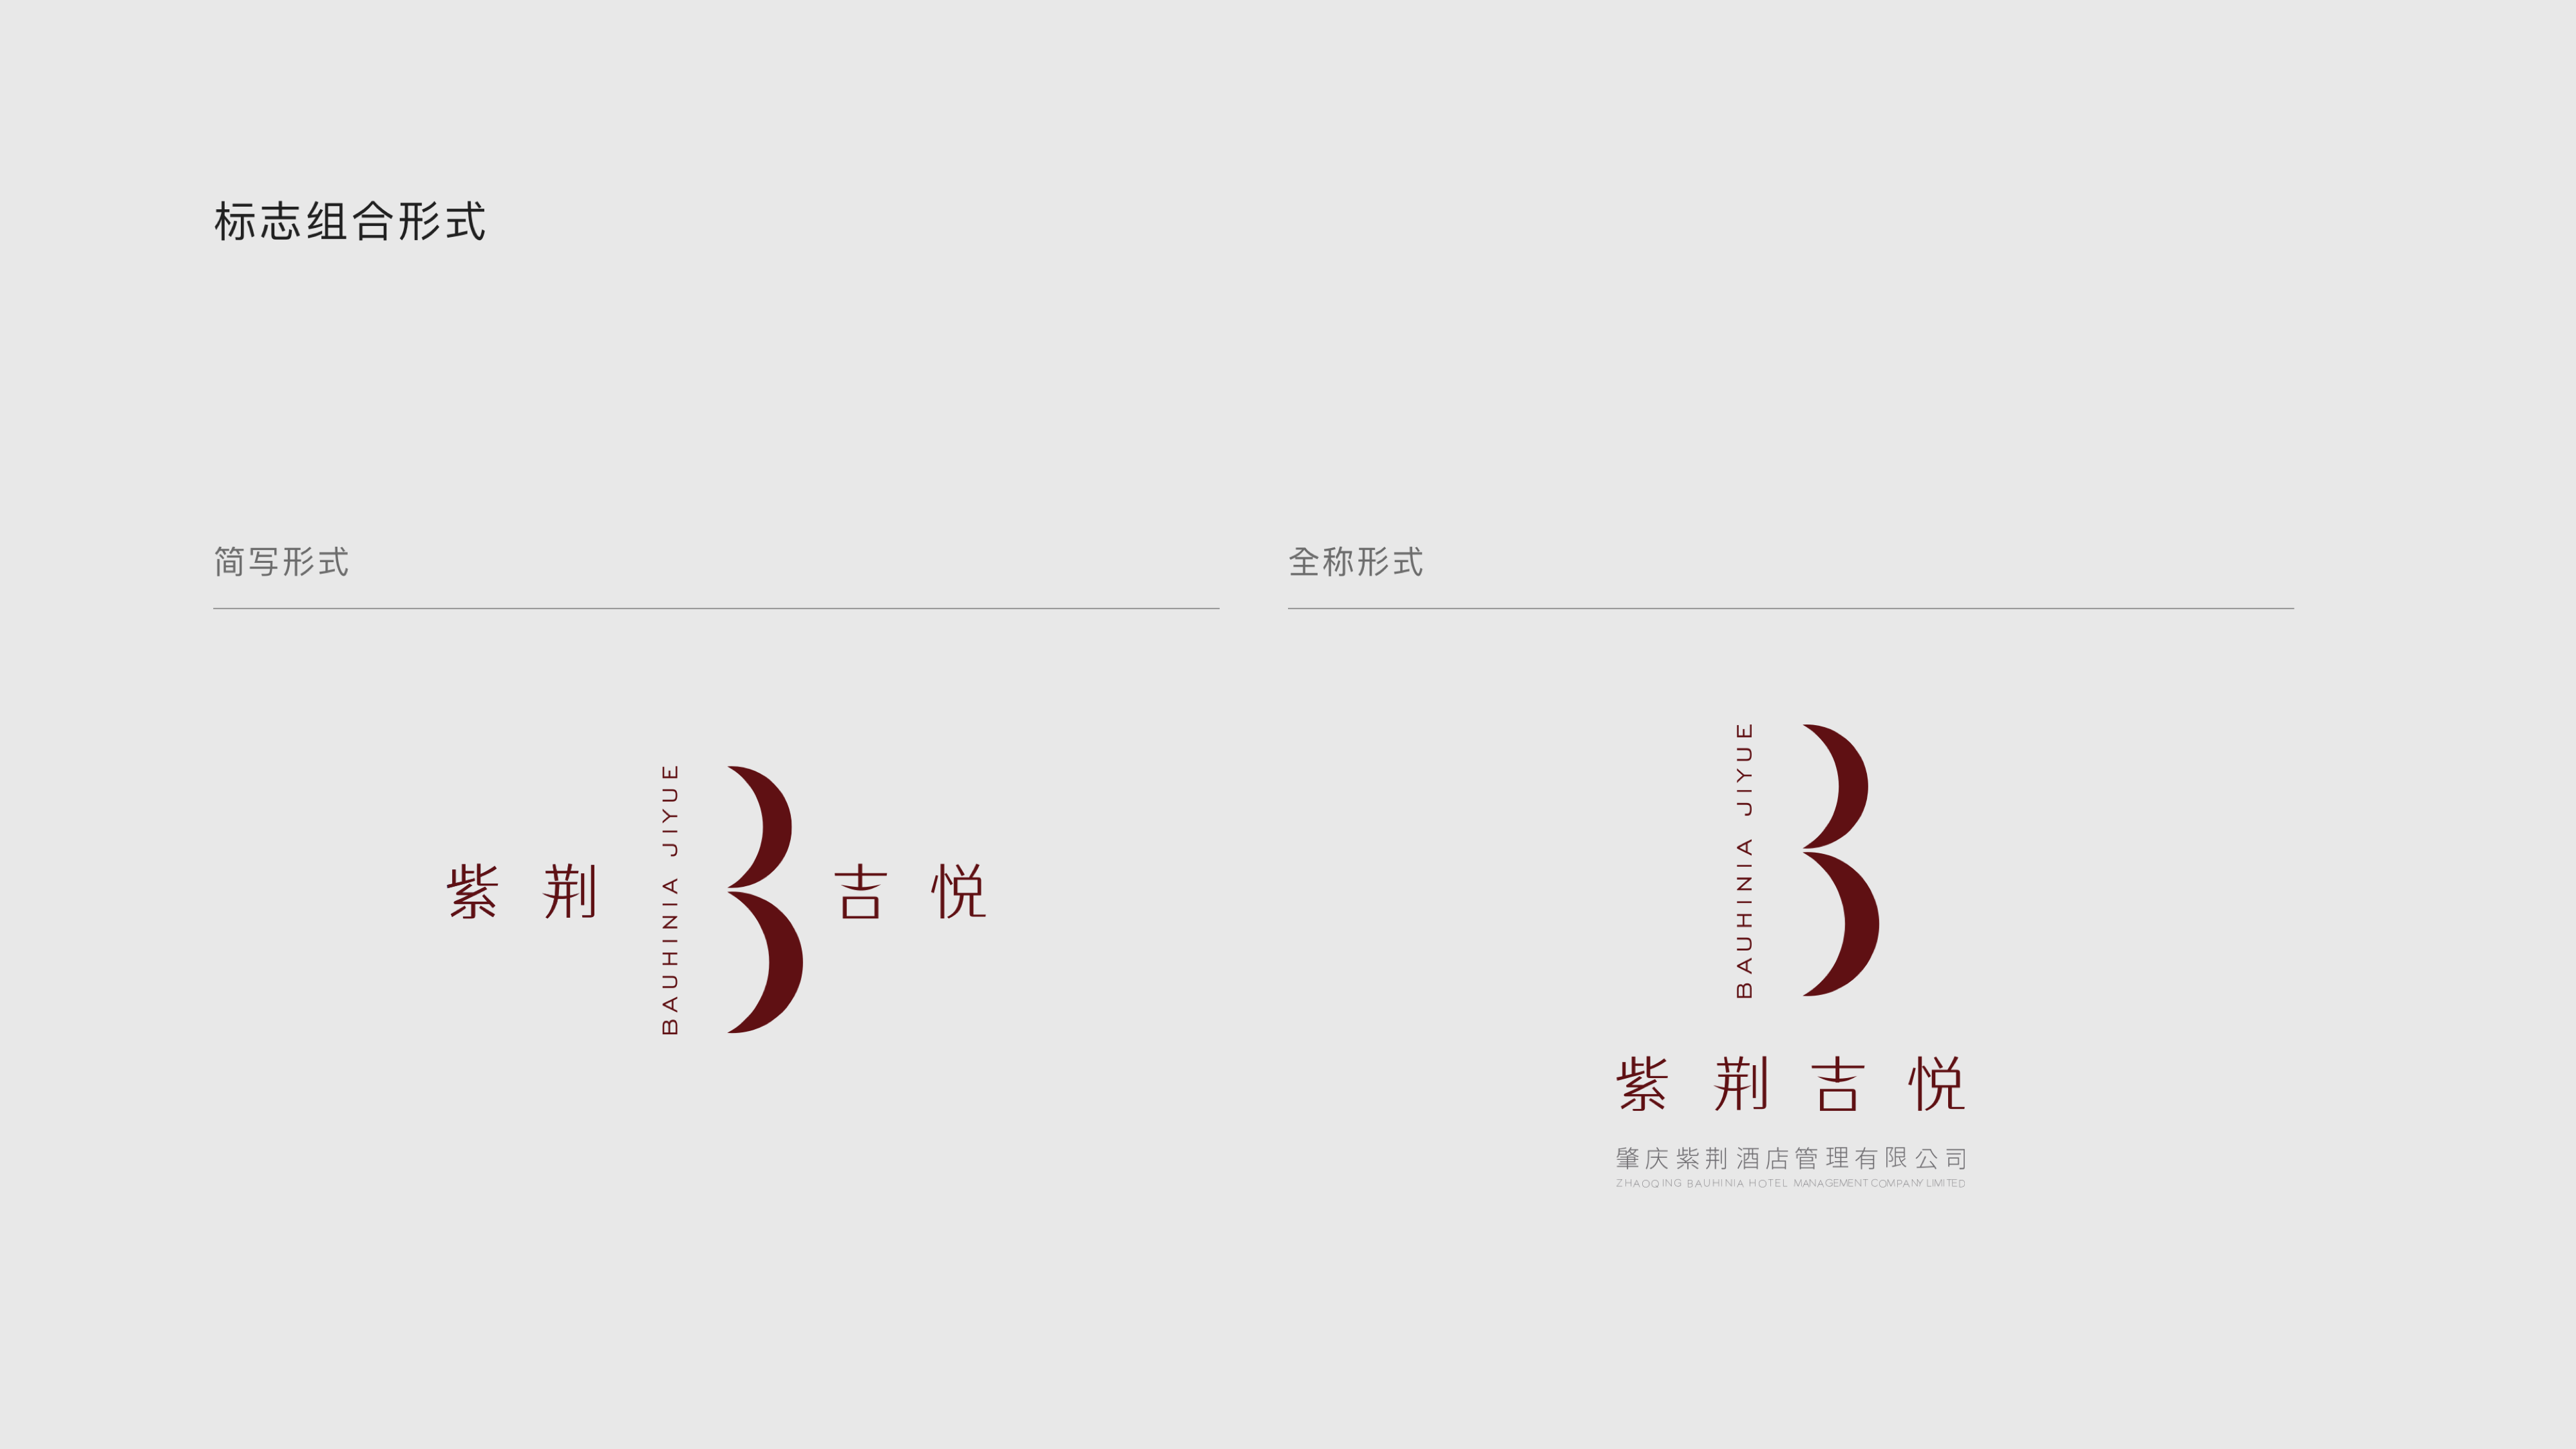 标志组合形式
简写形式
紫荆
BAUHINIA JIYUE
吉悦
全称形式
BAUHINIA JIYUE
紫荆吉悦
肇庆紫荆酒店管理有限公司
ZHAOQING BAUHINIA HOTEL MANAGEMENT COMPANY LIMITED